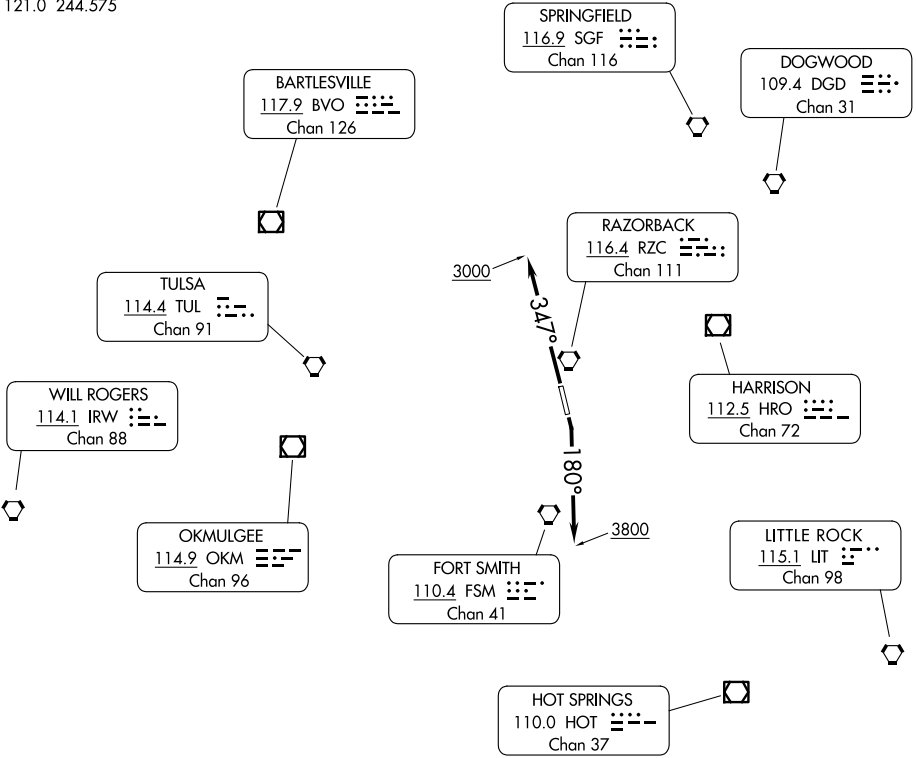 121.0 244.575
SPRINGFIELD
116.9 SGF
Chan 116
DOGWOOD
109.4 DGD
Chan 31
BARTLESVILLE
117.9 BVO
Chan 126
RAZORBACK
116.4 RZC
Chan 111
3000
347°
TULSA
114.4 TUL
Chan 91
WILL ROGERS
114.1 IRW
Chan 88
HARRISON
112.5 HRO
Chan 72
180°
3800
OKMULGEE
114.9 OKM
Chan 96
FORT SMITH
110.4 FSM
Chan 41
LITTLE ROCK
115.1 LIT
Chan 98
HOT SPRINGS
110.0 HOT
Chan 37